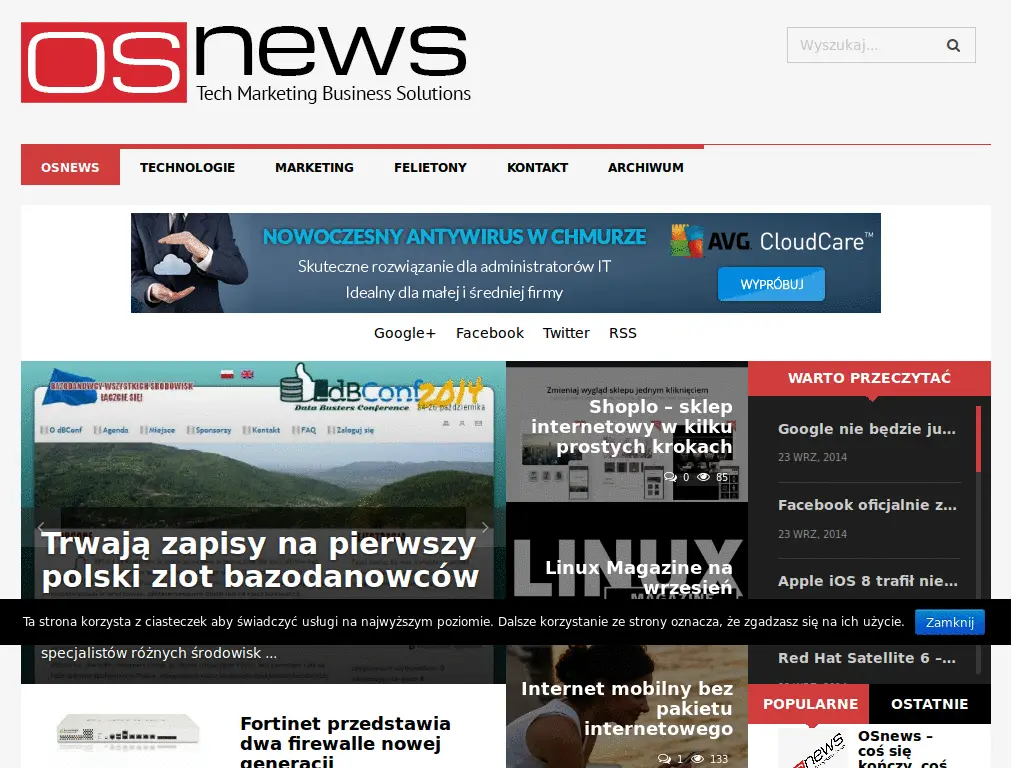 osnews
Tech Marketing Business Solutions
Wyszukaj...
OSNEWS
TECHNOLOGIE
MARKETING
FELIETONY
KONTAKT
ARCHIWUM
NOWOCZESNY ANTYWIRUS W CHMURZE
Skuteczne rozwiązanie dla administratorów IT
Idealny dla małej i średniej firmy
AVG CloudCare™
WYPRÓBUJ
Google+
Facebook
Twitter
RSS
BAZODANOWCY WSZYSTKICH ŚRODOWISK
ŁĄCZCIE SIĘ!
dBConf 2014
Data Busters Conference
24-26 października
O dBConf
Agenda
Miejsce
Sponsorzy
Kontakt
FAQ
Zaloguj się
Trwają zapisy na pierwszy
polski zlot bazodanowców
specjalistów różnych środowisk ...
Zmieniaj wygląd sklepu jednym kliknięciem
Shoplo – sklep
internetowy w kilku
prostych krokach
0
85
LINUX
MAGAZINE
Linux Magazine na
wrzesień
Internet mobilny bez
pakietu
internetowego
1
133
WARTO PRZECZYTAĆ
Google nie będzie ju...
23 WRZ, 2014
Facebook oficjalnie z...
23 WRZ, 2014
Apple iOS 8 trafił nie...
Red Hat Satellite 6 –...
Ta strona korzysta z ciasteczek aby świadczyć usługi na najwyższym poziomie. Dalsze korzystanie ze strony oznacza, że zgadzasz się na ich użycie.
Zamknij
Fortinet przedstawia
dwa firewalle nowej
generacji
POPULARNE
OSTATNIE
osnews
OSnews –
coś się
kończy, coś